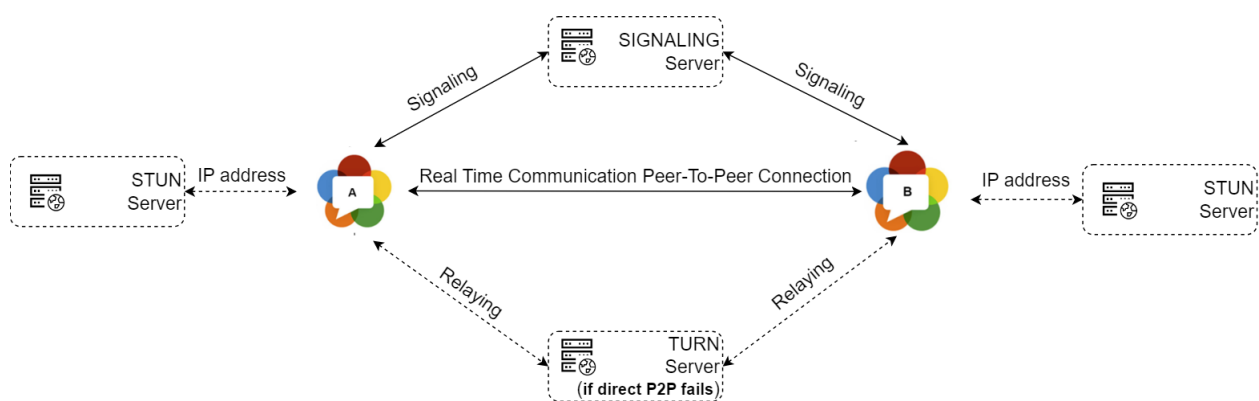 SIGNALING
Server
Signaling
Signaling
STUN
Server
IP address
A
Real Time Communication Peer-To-Peer Connection
B
IP address
STUN
Server
Relaying
Relaying
TURN
Server
(if direct P2P fails)